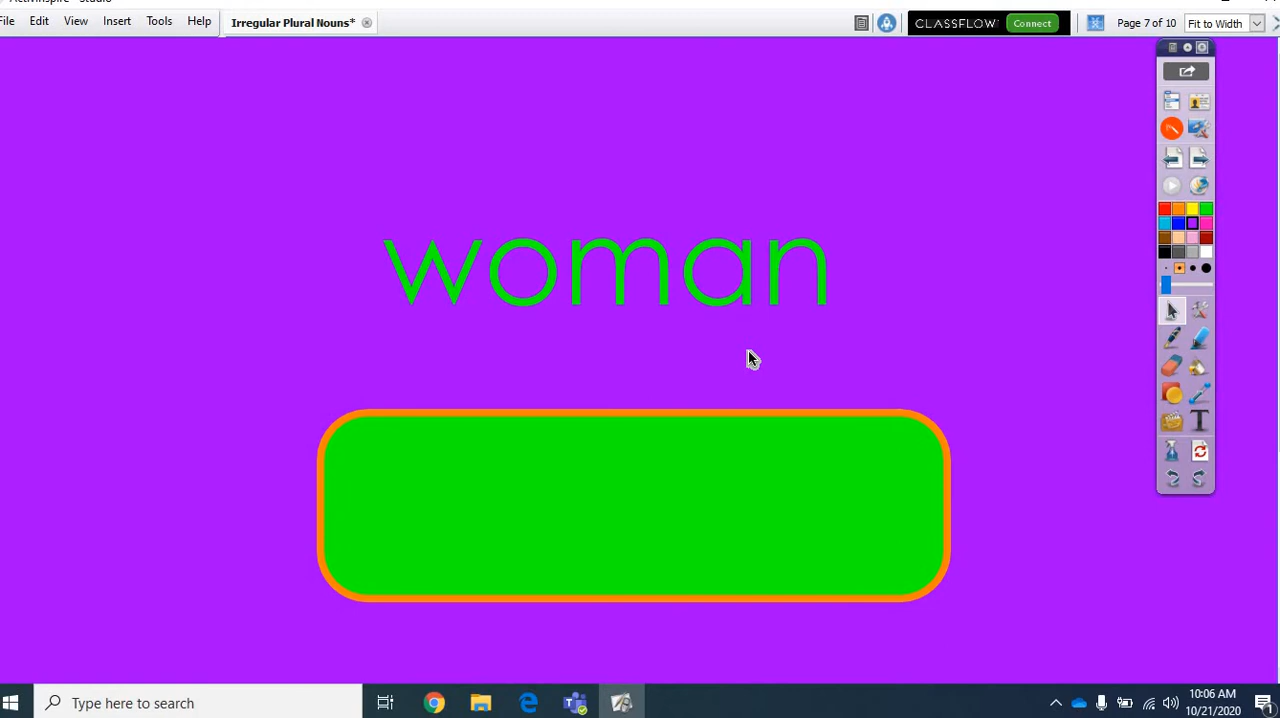 File Edit View Insert Tools Help Irregular Plural Nouns* CLASSFLOW Connect Page 7 of 10 Fit to Width
woman
T
Type here to search
10:06 AM
10/21/2020
1